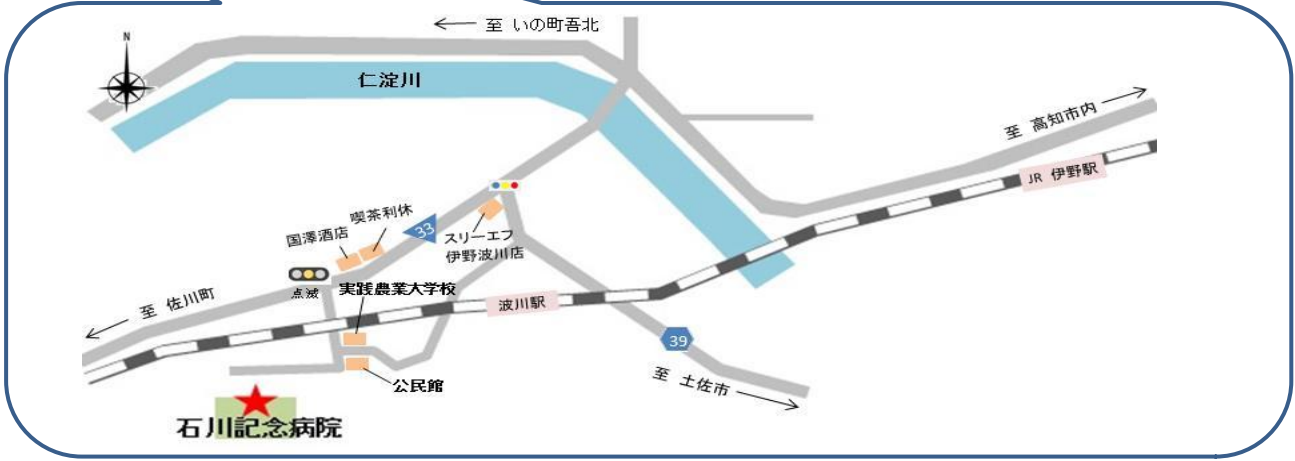 至 いの町吾北
N
仁淀川
至 高知市内
JR 伊野駅
喫茶利休
国澤酒店
33
スリーエフ
伊野波川店
点滅
実践農業大学校
至 佐川町
波川駅
39
至 土佐市
公民館
石川記念病院